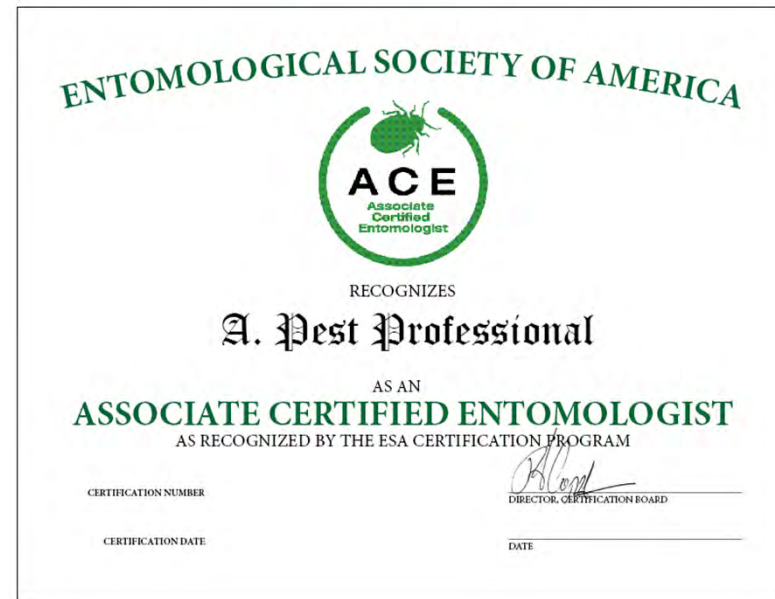 ENTOMOLOGICAL SOCIETY OF AMERICA
ACE
Associate
Certified
Entomologist
RECOGNIZES
A. Pest Professional
AS AN
ASSOCIATE CERTIFIED ENTOMOLOGIST
AS RECOGNIZED BY THE ESA CERTIFICATION PROGRAM
CERTIFICATION NUMBER
DIRECTOR, CERTIFICATION BOARD
CERTIFICATION DATE
DATE